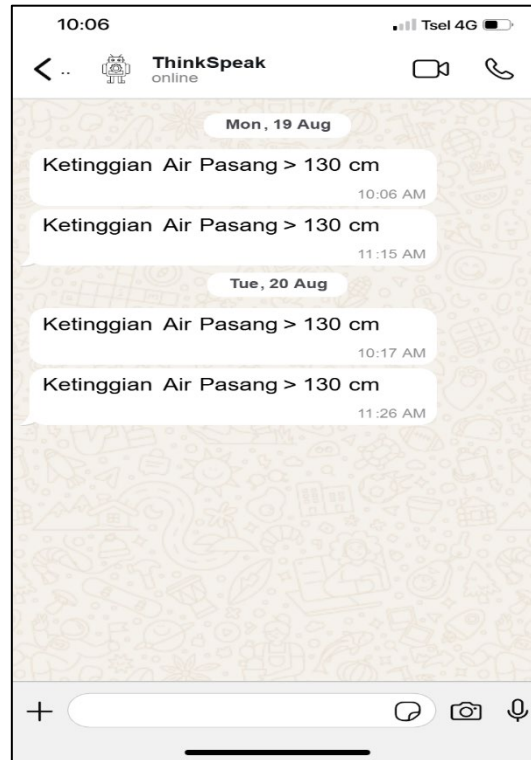 10:06
Tsel 4G
..
ThinkSpeak
online
Mon, 19 Aug
Ketinggian Air Pasang > 130 cm
10:06 AM
Ketinggian Air Pasang > 130 cm
11:15 AM
Tue, 20 Aug
Ketinggian Air Pasang > 130 cm
10:17 AM
Ketinggian Air Pasang > 130 cm
11:26 AM